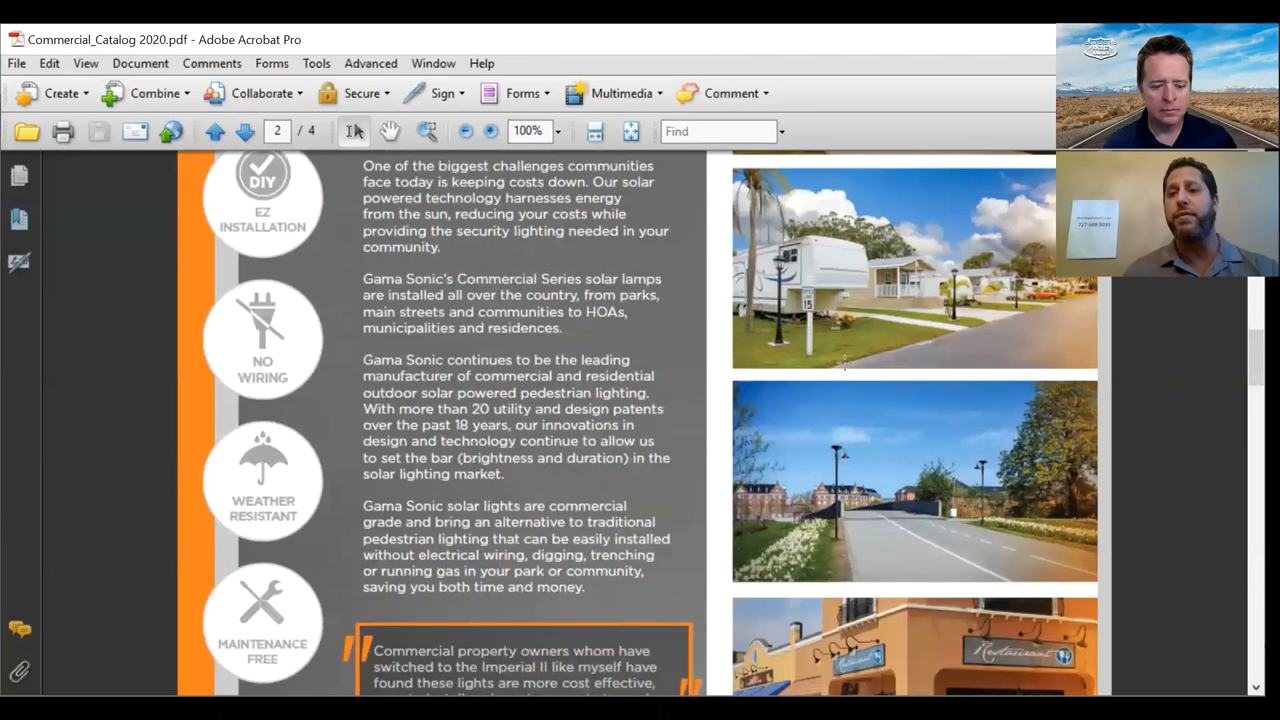 Commercial_Catalog 2020.pdf - Adobe Acrobat Pro
File Edit View Document Comments Forms Tools Advanced Window Help
Create Combine Collaborate Secure Sign Forms Multimedia Comment
2 / 4 100% Find
DIY
EZ
INSTALLATION
NO
WIRING
WEATHER
RESISTANT
MAINTENANCE
FREE
One of the biggest challenges communities
face today is keeping costs down. Our solar
powered technology harnesses energy
from the sun, reducing your costs while
providing the security lighting needed in your
community.
Gama Sonic's Commercial Series solar lamps
are installed all over the country, from parks,
main streets and communities to HOAs,
municipalities and residences.
Gama Sonic continues to be the leading
manufacturer of commercial and residential
outdoor solar powered pedestrian lighting.
With more than 20 utility and design patents
over the past 18 years, our innovations in
design and technology continue to allow us
to set the bar (brightness and duration) in the
solar lighting market.
Gama Sonic solar lights are commercial
grade and bring an alternative to traditional
pedestrian lighting that can be easily installed
without electrical wiring, digging, trenching
or running gas in your park or community,
saving you both time and money.
Commercial property owners whom have
switched to the Imperial II like myself have
found these lights are more cost effective,
15
Restaurant
Restaurant